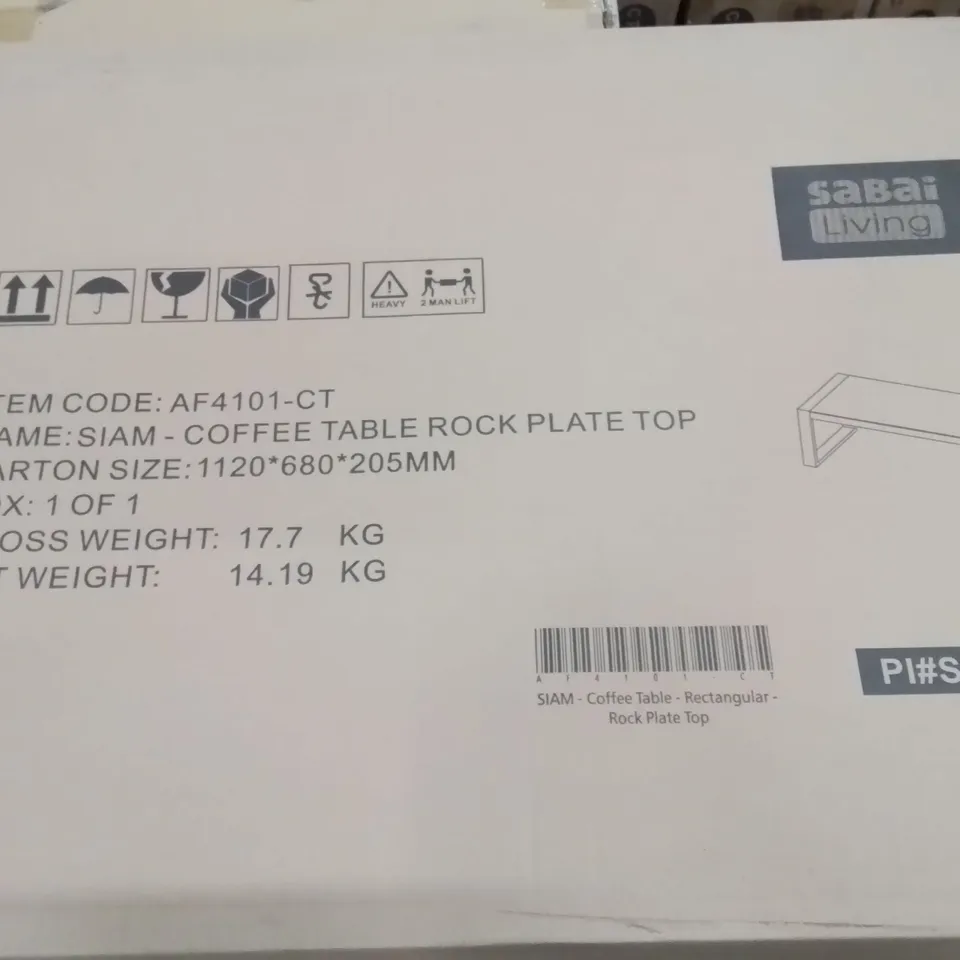 saBai
Living
HEAVY
2 MAN LIFT
TEM CODE: AF4101-CT
AME: SIAM - COFFEE TABLE ROCK PLATE TOP
ARTON SIZE: 1120*680*205MM
X: 1 OF 1
OSS WEIGHT: 17.7 KG
T WEIGHT: 14.19 KG
AF4101-CT
SIAM - Coffee Table - Rectangular -
Rock Plate Top
PI#S